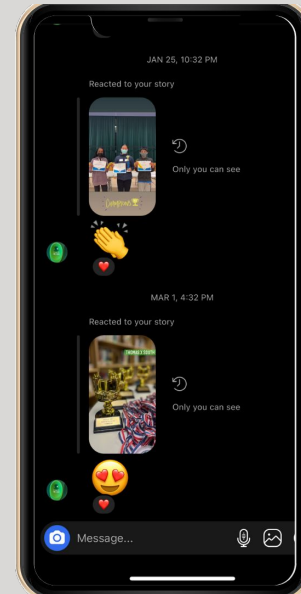 JAN 25, 10:32 PM
Reacted to your story
Only you can see
Champions
MAR 1, 4:32 PM
Reacted to your story
Only you can see
Message...